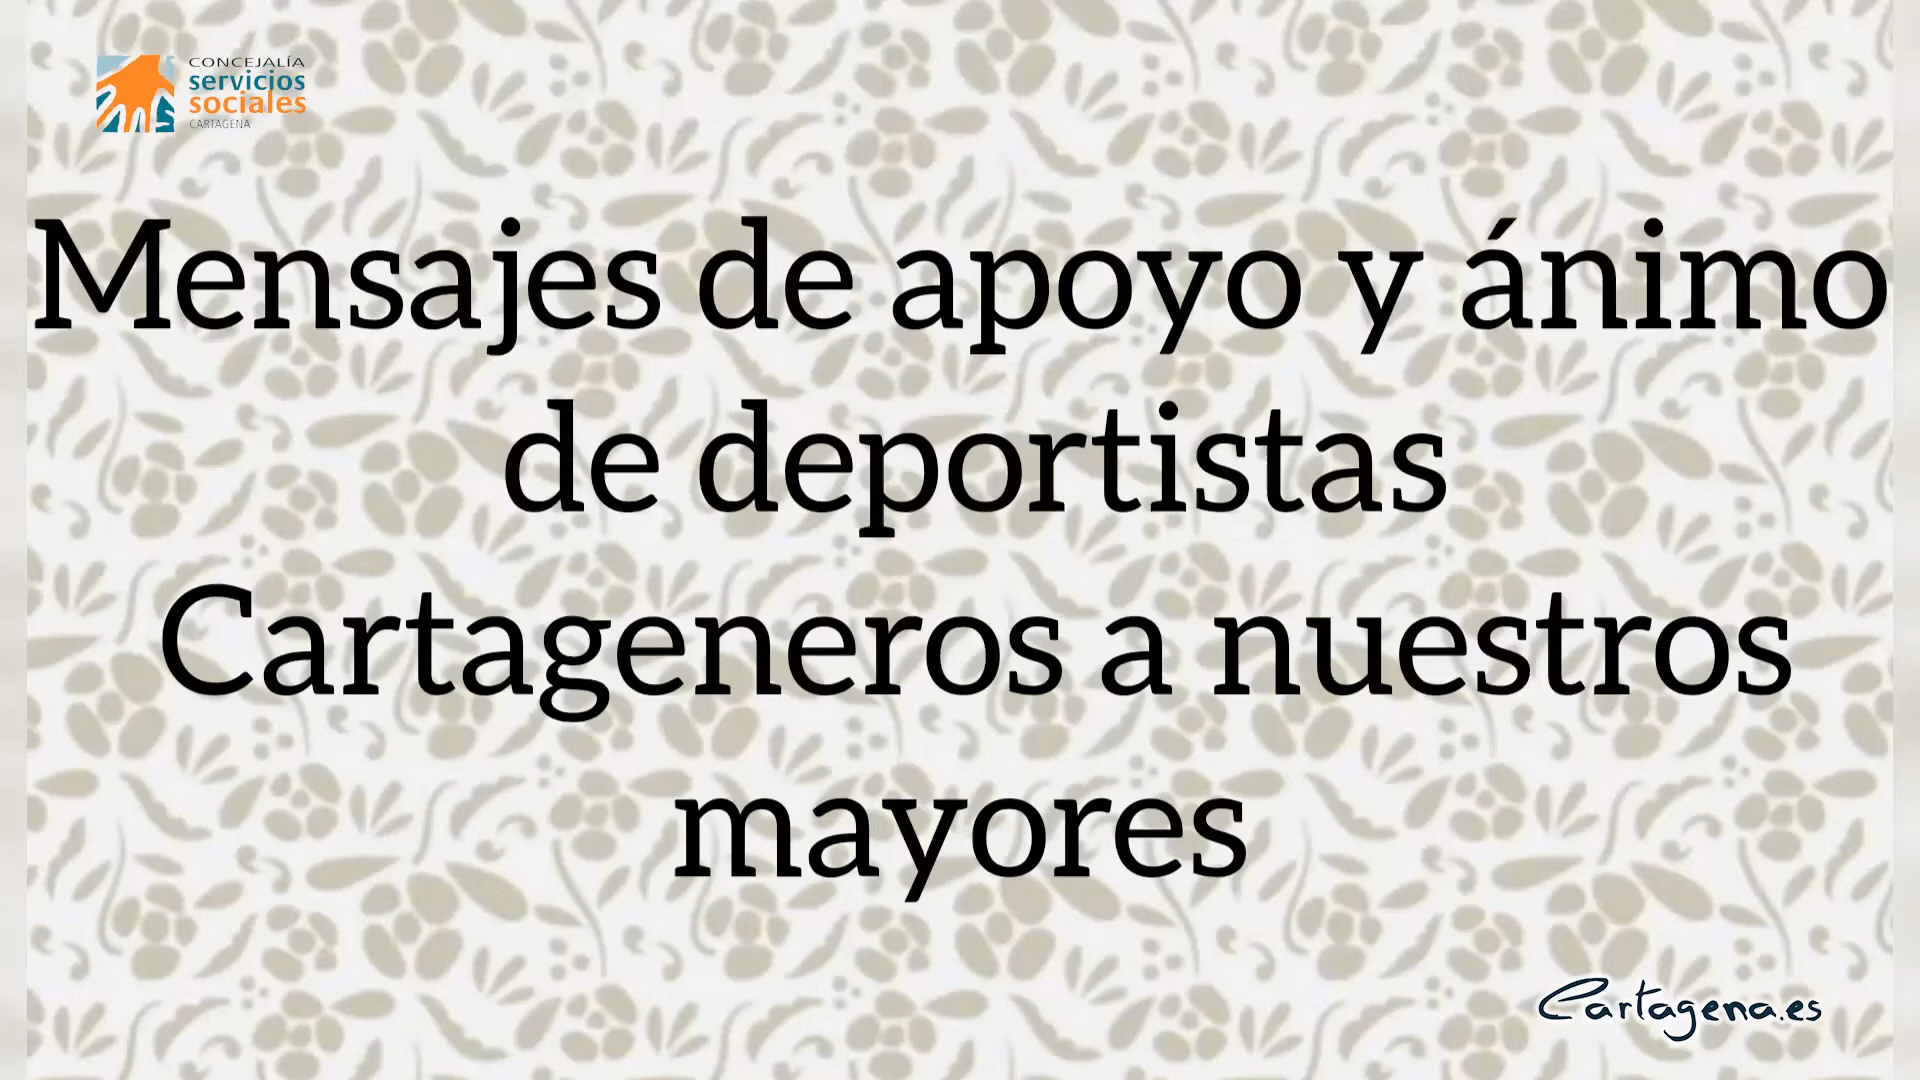 CONCEJALÍA
servicios
sociales
CARTAGENA
Mensajes de apoyo y ánimo
de deportistas
Cartageneros a nuestros
mayores
Cartagena.es